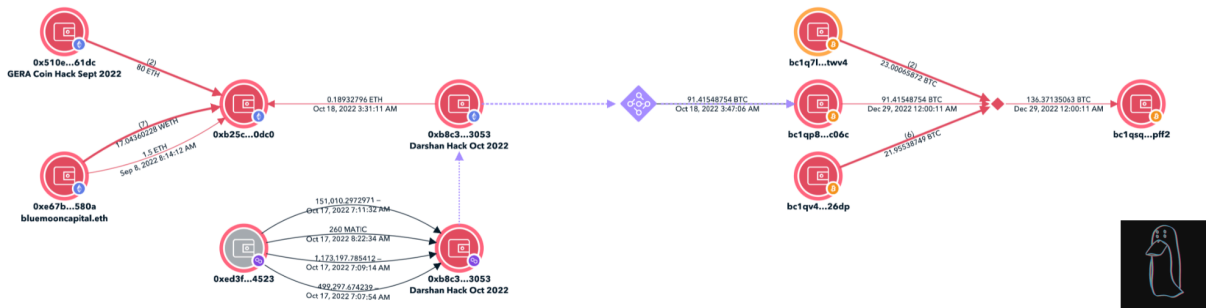 0x510e...61dc
GERA Coin Hack Sept 2022
(2)
80 ETH
(7)
17.04360228 WETH
1.5 ETH
Sep 8, 2022 8:14:12 AM
0xe67b...580a
bluemooncapital.eth
0xb25c...0dc0
0.18932796 ETH
Oct 18, 2022 3:31:11 AM
0xb8c3...3053
Darshan Hack Oct 2022
151,010.2972971 –
Oct 17, 2022 7:11:32 AM
260 MATIC
Oct 17, 2022 8:22:34 AM
1,173,197.785412 –
Oct 17, 2022 7:09:14 AM
499,297.674239 –
Oct 17, 2022 7:07:54 AM
0xed3f...4523
0xb8c3...3053
Darshan Hack Oct 2022
91.41548754 BTC
Oct 18, 2022 3:47:06 AM
bc1q7l...twv4
(2)
23.00065872 BTC
bc1qp8...c06c
91.41548754 BTC
Dec 29, 2022 12:00:11 AM
(6)
21.95538749 BTC
bc1qv4...26dp
136.37135063 BTC
Dec 29, 2022 12:00:11 AM
bc1qsq...pff2